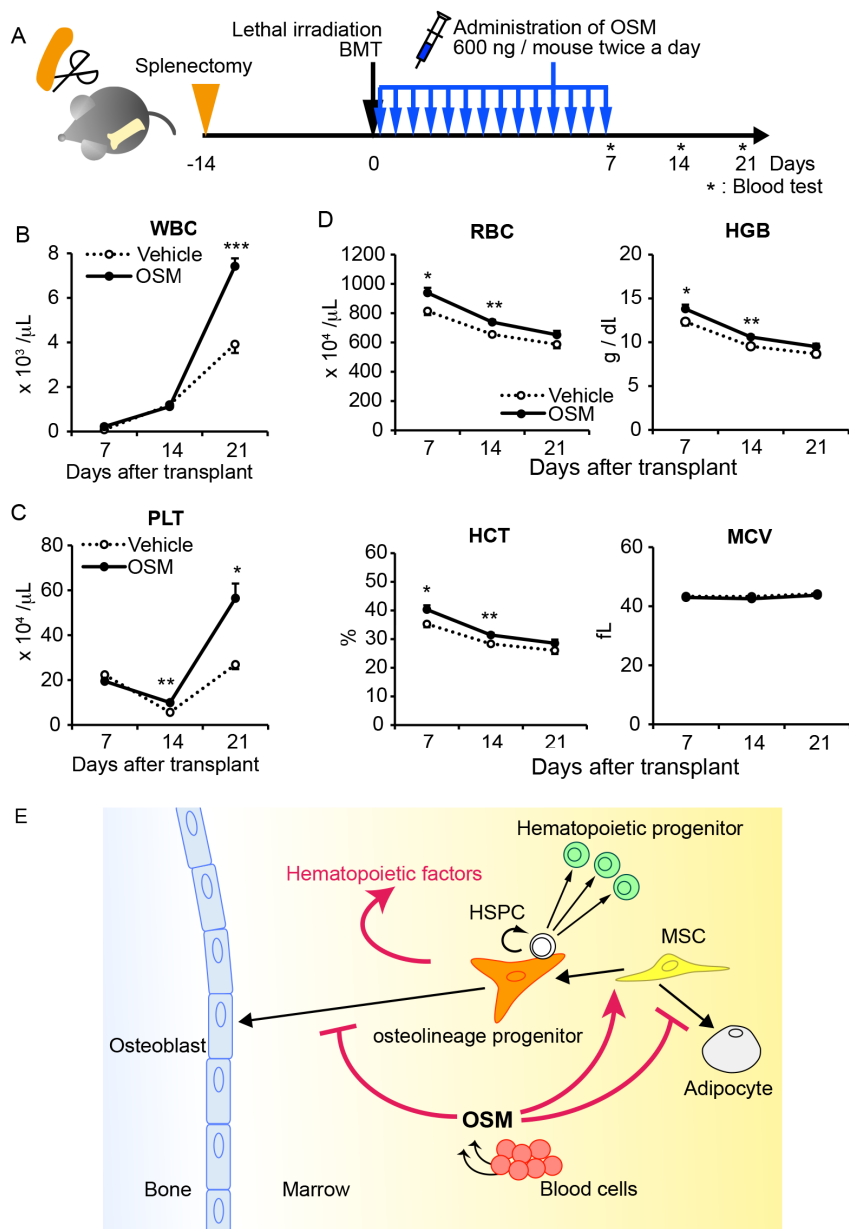 A
Splenectomy
Lethal irradiation
BMT
Administration of OSM
600 ng / mouse twice a day
-14
0
*
7
*
14
*
21
Days
* : Blood test
B
WBC
Vehicle
OSM
***
x 10³ /μL
8
6
4
2
0
7
14
21
Days after transplant
C
PLT
Vehicle
OSM
**
*
x 10⁴ /μL
80
60
40
20
0
7
14
21
Days after transplant
D
RBC
*
**
x 10⁴ /μL
1200
1000
800
600
400
200
0
Vehicle
OSM
7
14
21
HGB
*
**
g / dL
20
15
10
5
0
7
14
21
Days after transplant
HCT
*
**
%
60
50
40
30
20
10
0
7
14
21
MCV
fL
60
40
20
0
7
14
21
Days after transplant
E
Hematopoietic progenitor
Hematopoietic factors
HSPC
MSC
osteolineage progenitor
Osteoblast
Adipocyte
OSM
Bone
Marrow
Blood cells